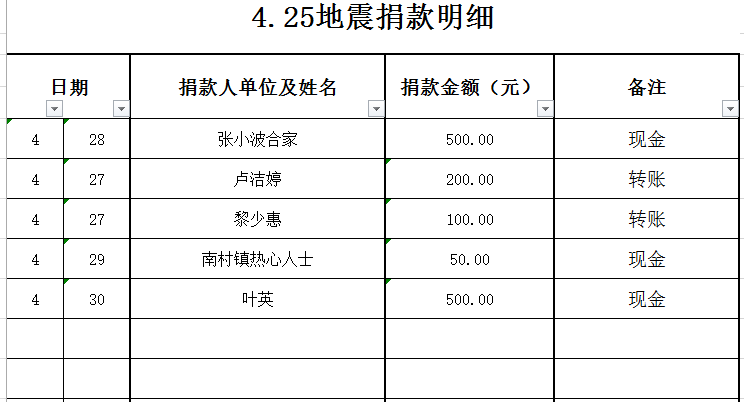 4.25地震捐款明细
日期 捐款人单位及姓名 捐款金额（元） 备注
4 28 张小波合家 500.00 现金
4 27 卢洁婷 200.00 转账
4 27 黎少惠 100.00 转账
4 29 南村镇热心人士 50.00 现金
4 30 叶英 500.00 现金